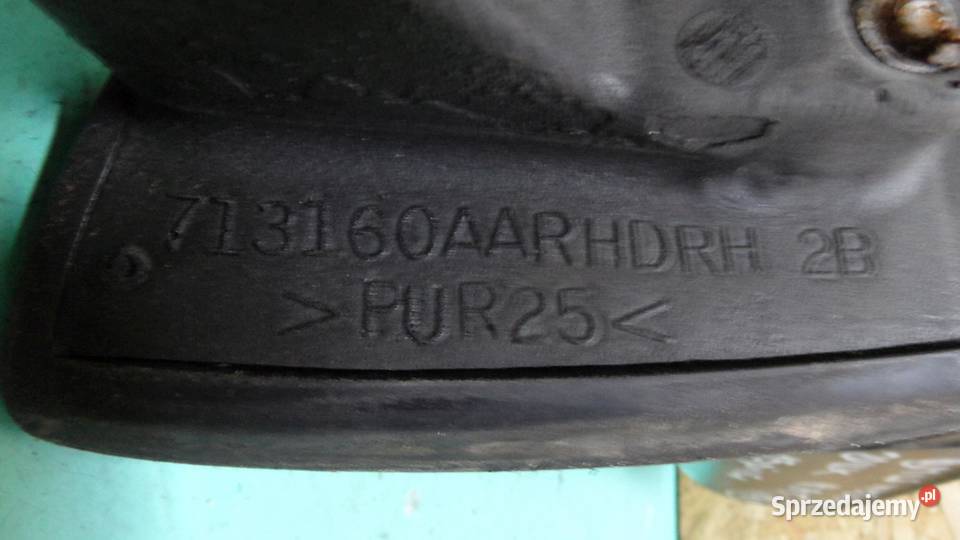 713160AARHDRH 2B
>PUR25<
Sprzedajemy.pl